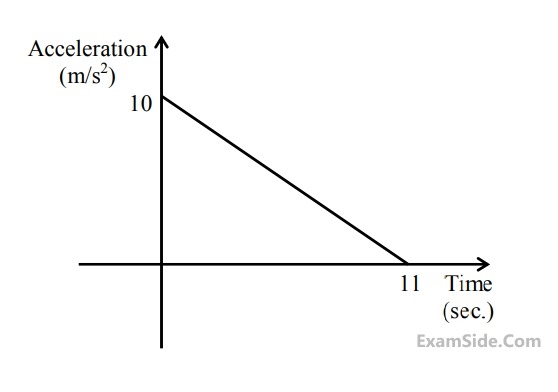 Acceleration
(m/s²)
10
11 Time
(sec.)
ExamSide.Com